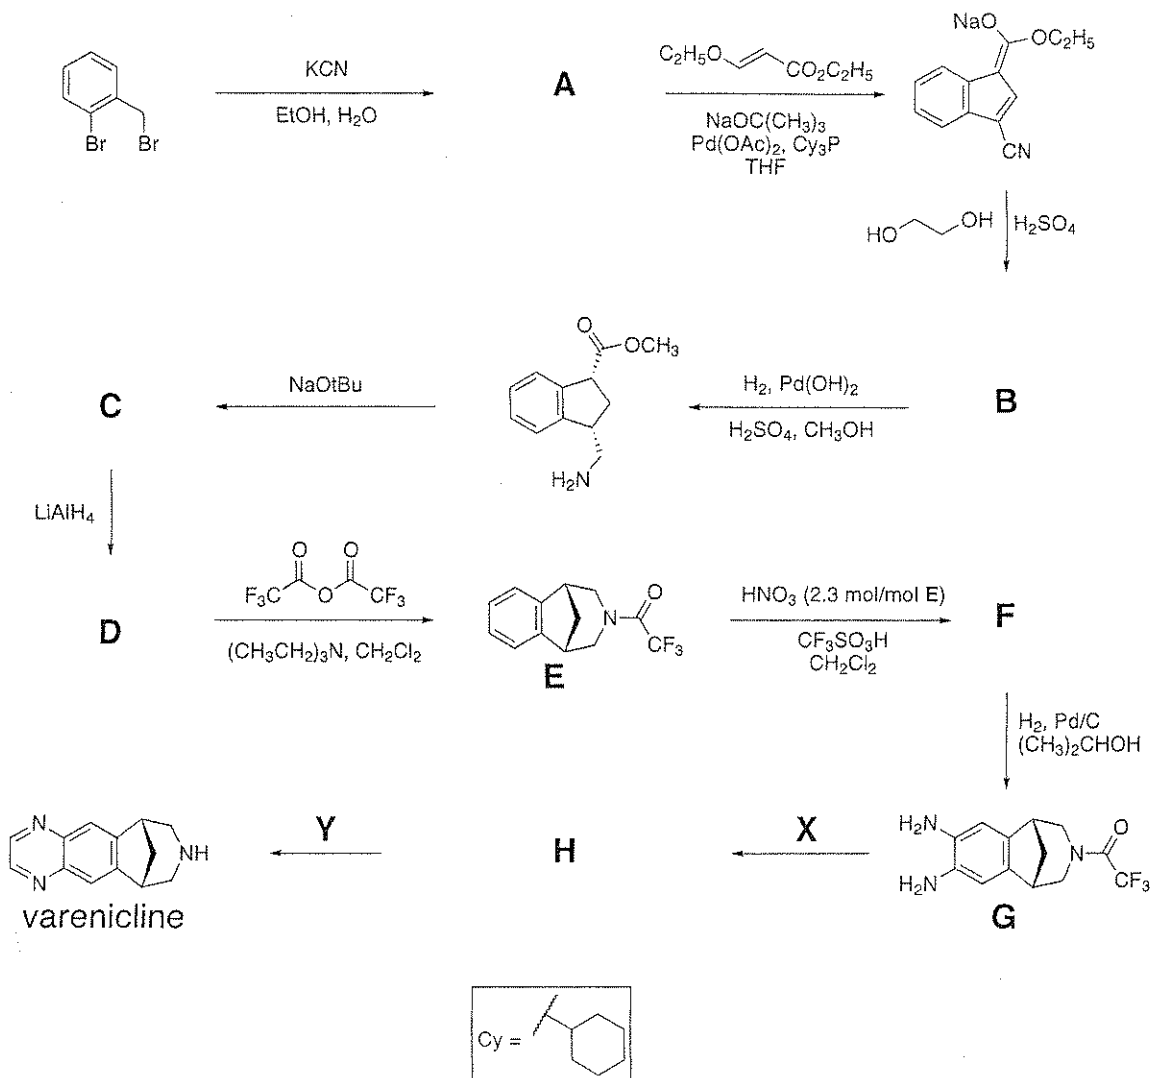 KCN
EtOH, H₂O
Br
Br
A
C₂H₅O
CO₂C₂H₅
NaOC(CH₃)₃
Pd(OAc)₂, Cy₃P
THF
NaO
OC₂H₅
CN
HO
OH
H₂SO₄
C
NaOtBu
O
OCH₃
H₂N
H₂, Pd(OH)₂
H₂SO₄, CH₃OH
B
LiAlH₄
D
O
O
F₃C
O
CF₃
(CH₃CH₂)₃N, CH₂Cl₂
N
O
CF₃
E
HNO₃ (2.3 mol/mol E)
CF₃SO₃H
CH₂Cl₂
F
H₂, Pd/C
(CH₃)₂CHOH
N
N
NH
varenicline
Y
H
X
H₂N
H₂N
N
O
CF₃
G
Cy =